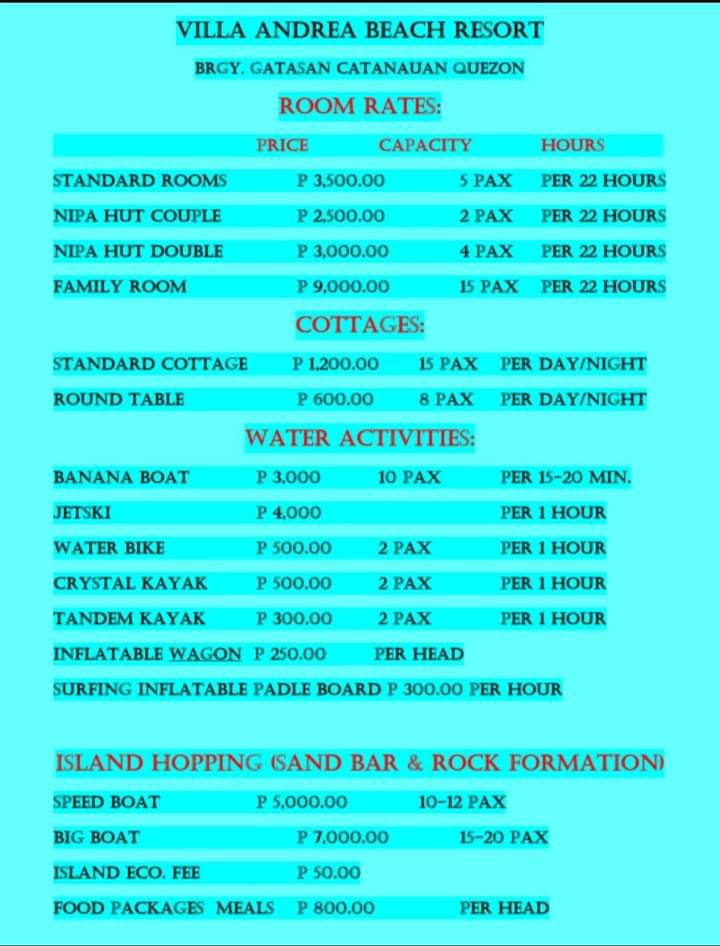 VILLA ANDREA BEACH RESORT
BRGY. GATASAN CATANAUAN QUEZON
ROOM RATES:
PRICE CAPACITY HOURS
STANDARD ROOMS P 3,500.00 5 PAX PER 22 HOURS
NIPA HUT COUPLE P 2,500.00 2 PAX PER 22 HOURS
NIPA HUT DOUBLE P 3,000.00 4 PAX PER 22 HOURS
FAMILY ROOM P 9,000.00 15 PAX PER 22 HOURS
COTTAGES:
STANDARD COTTAGE P 1,200.00 15 PAX PER DAY/NIGHT
ROUND TABLE P 600.00 8 PAX PER DAY/NIGHT
WATER ACTIVITIES:
BANANA BOAT P 3,000 10 PAX PER 15-20 MIN.
JETSKI P 4,000 PER 1 HOUR
WATER BIKE P 500.00 2 PAX PER 1 HOUR
CRYSTAL KAYAK P 500.00 2 PAX PER 1 HOUR
TANDEM KAYAK P 300.00 2 PAX PER 1 HOUR
INFLATABLE WAGON P 250.00 PER HEAD
SURFING INFLATABLE PADLE BOARD P 300.00 PER HOUR
ISLAND HOPPING (SAND BAR & ROCK FORMATION)
SPEED BOAT P 5,000.00 10-12 PAX
BIG BOAT P 7,000.00 15-20 PAX
ISLAND ECO. FEE P 50.00
FOOD PACKAGES MEALS P 800.00 PER HEAD